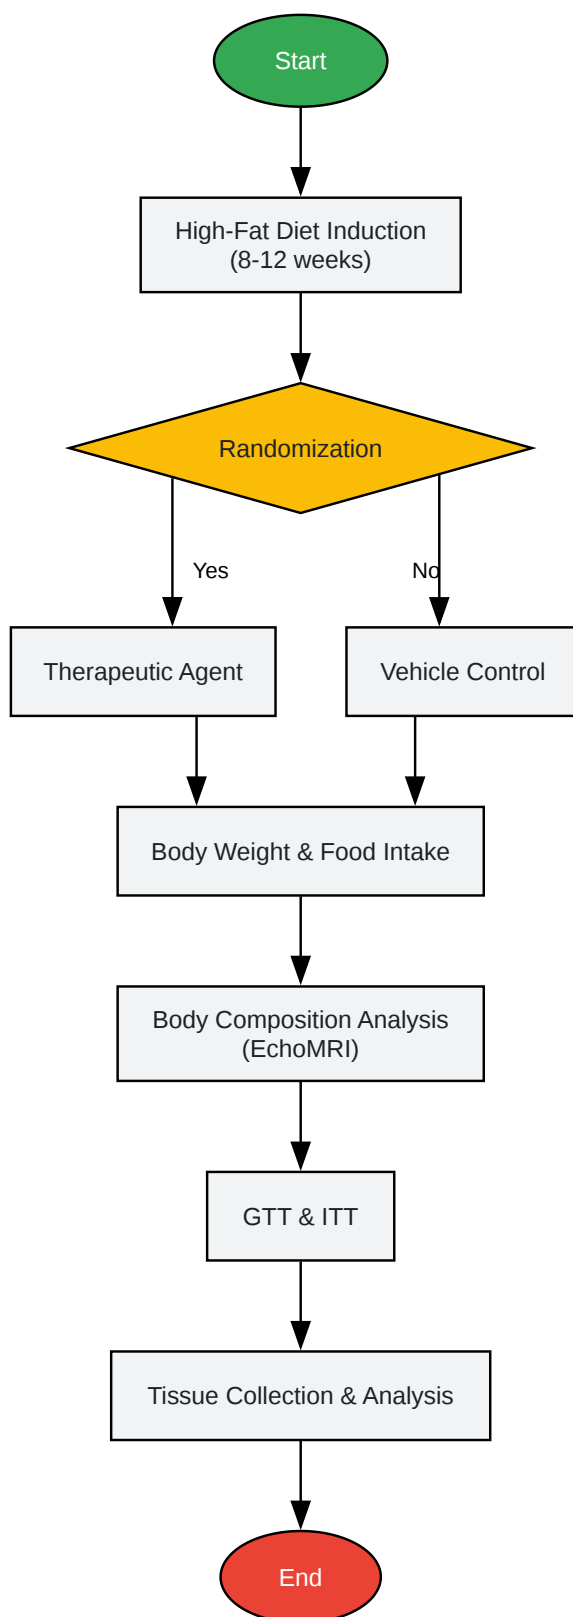 Start
High-Fat Diet Induction
(8-12 weeks)
Randomization
Yes
No
Therapeutic Agent
Vehicle Control
Body Weight & Food Intake
Body Composition Analysis
(EchoMRI)
GTT & ITT
Tissue Collection & Analysis
End